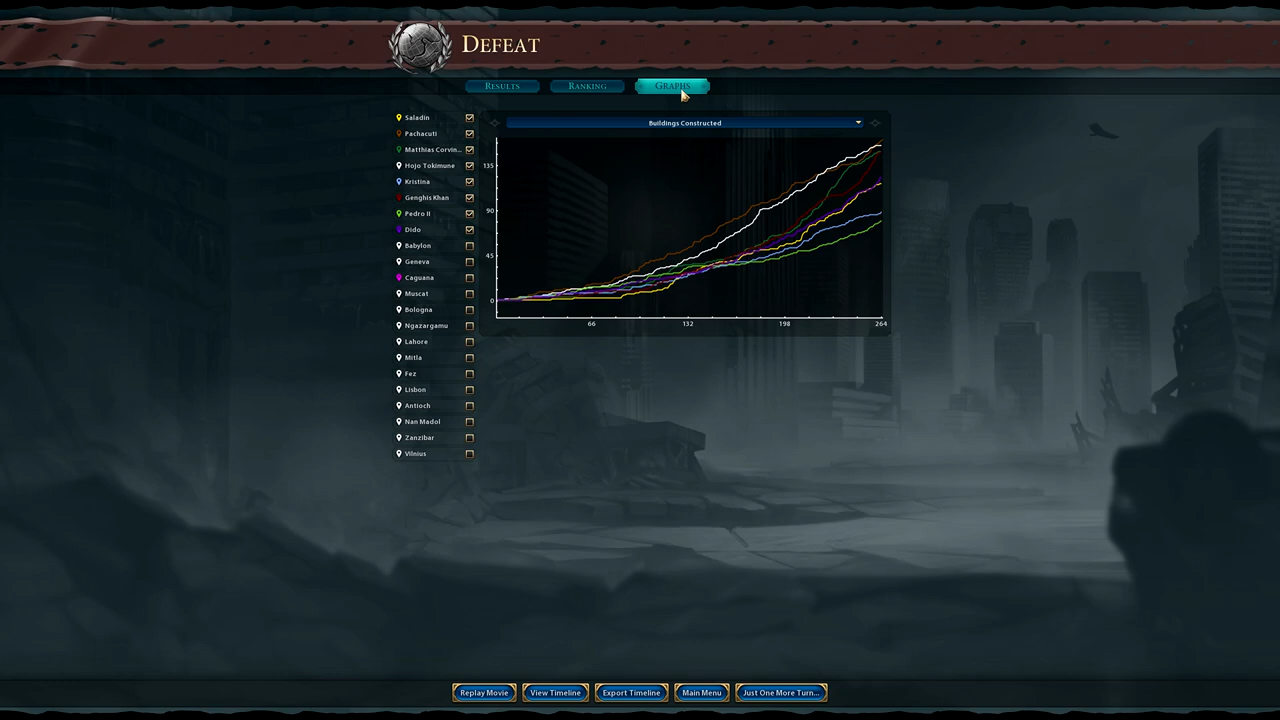 DEFEAT
RESULTS
RANKING
GRAPHS
Saladin
Pachacuti
Matthias Corvin...
Hojo Tokimune
Kristina
Genghis Khan
Pedro II
Dido
Babylon
Geneva
Caguana
Muscat
Bologna
Ngazargamu
Lahore
Mitla
Fez
Lisbon
Antioch
Nan Madol
Zanzibar
Vilnius
Buildings Constructed
135
90
45
0
66 132 198 264
Replay Movie
View Timeline
Export Timeline
Main Menu
Just One More Turn...